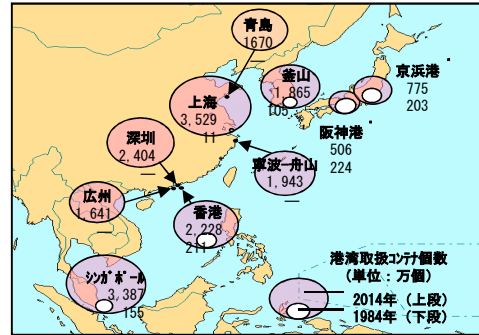 青島
1670
—
釜山
1,865
105
京浜港
775
203
上海
3,529
11
阪神港
506
224
深圳
2,404
—
寧波-舟山
1,943
—
広州
1,641
—
香港
2,228
211
シンガポール
3,387
155
港湾取扱コンテナ個数
(単位：万個)
2014年（上段）
1984年（下段）